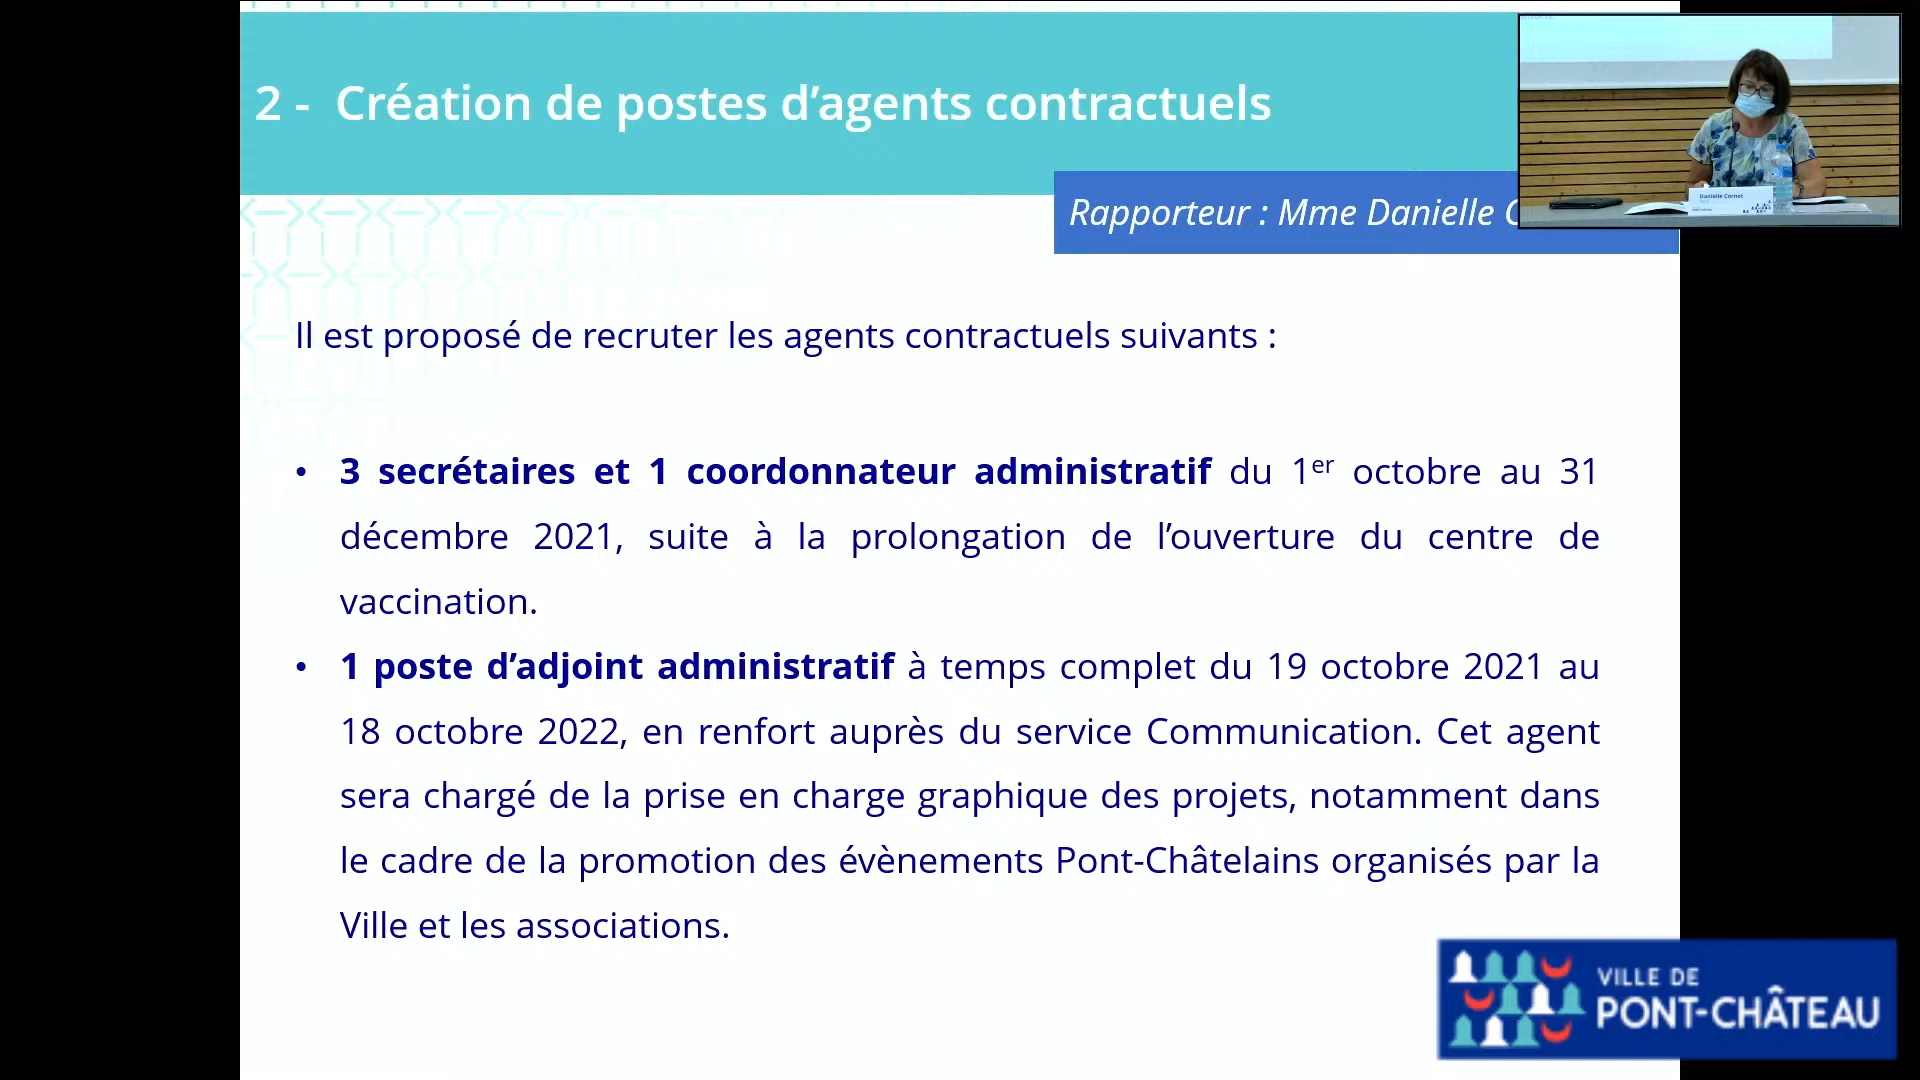 2 - Création de postes d’agents contractuels
Rapporteur : Mme Danielle
Danielle Cornet
Il est proposé de recruter les agents contractuels suivants :
• 3 secrétaires et 1 coordonnateur administratif du 1er octobre au 31
décembre 2021, suite à la prolongation de l’ouverture du centre de
vaccination.
• 1 poste d’adjoint administratif à temps complet du 19 octobre 2021 au
18 octobre 2022, en renfort auprès du service Communication. Cet agent
sera chargé de la prise en charge graphique des projets, notamment dans
le cadre de la promotion des évènements Pont-Châtelains organisés par la
Ville et les associations.
VILLE DE
PONT-CHÂTEAU